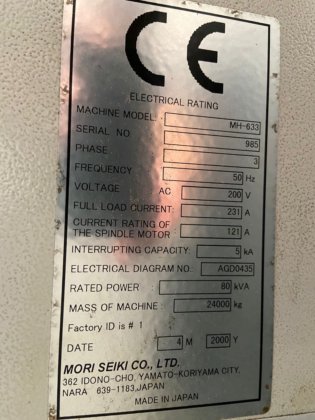 CE
ELECTRICAL RATING
MACHINE MODEL : MH-633
SERIAL NO 985
PHASE 3
FREQUENCY 50 Hz
VOLTAGE AC 200 V
FULL LOAD CURRENT: 231 A
CURRENT RATING OF
THE SPINDLE MOTOR : 121 A
INTERRUPTING CAPACITY: 5 kA
ELECTRICAL DIAGRAM NO.: AGD0435
RATED POWER 80 kVA
MASS OF MACHINE : 24000 kg
Factory ID is # 1
DATE 4 M 2000 Y
MORI SEIKI CO., LTD.
362 IDONO-CHO, YAMATO-KORIYAMA CITY,
NARA 639-1183,JAPAN
MADE IN JAPAN